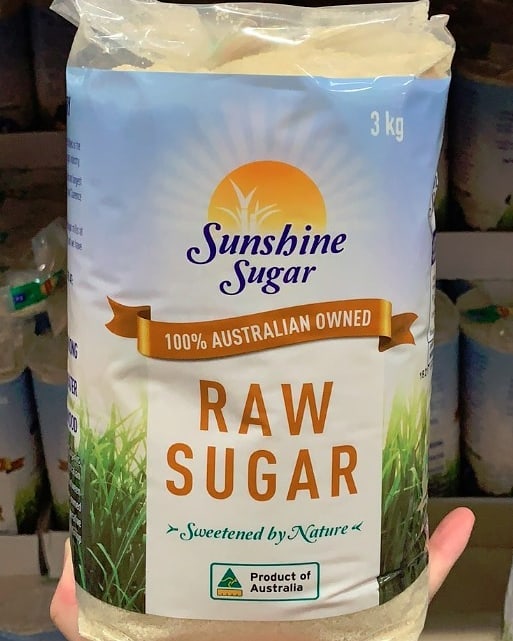 3 kg
Sunshine
Sugar
100% AUSTRALIAN OWNED
RAW
SUGAR
Sweetened by Nature
Product of
Australia